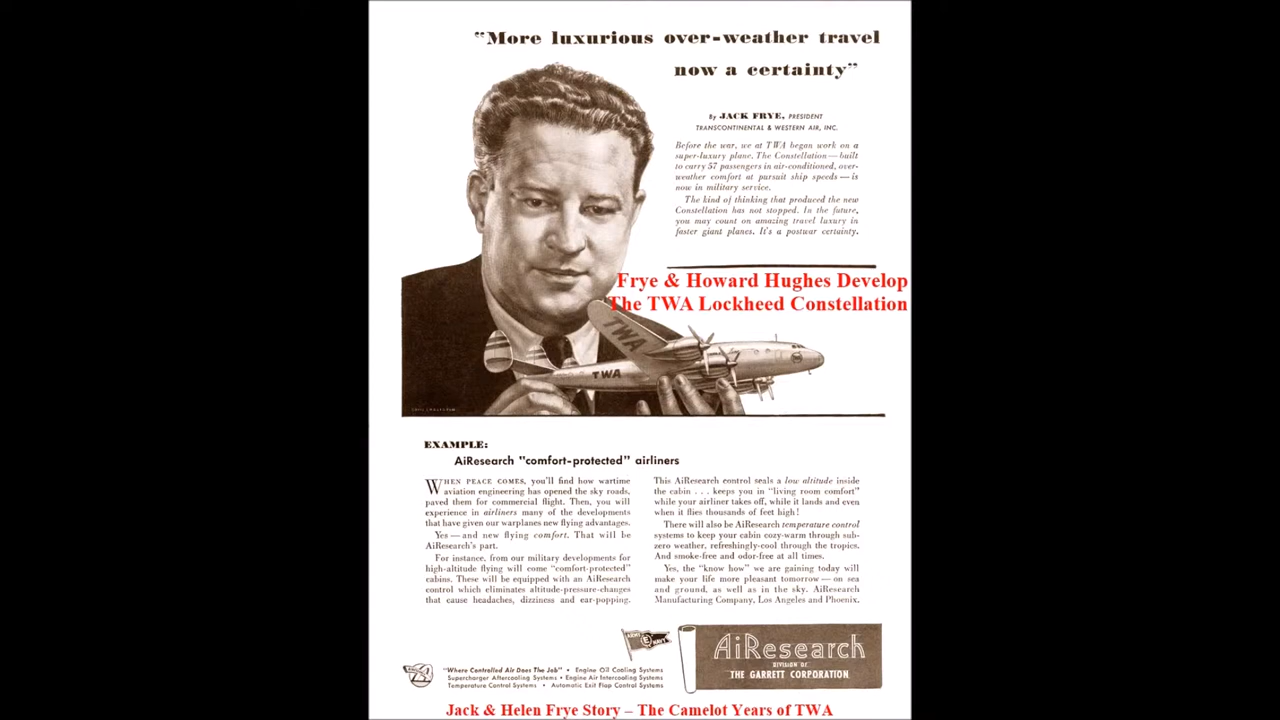 “More luxurious over-weather travel
now a certainty”
By JACK FRYE, PRESIDENT
TRANSCONTINENTAL & WESTERN AIR, INC.
Before the war, we at TWA began work on a
super-luxury plane. The Constellation—built
to carry 57 passengers in air-conditioned, over-
weather comfort at pursuit ship speeds—is
now in military service.
The kind of thinking that produced the new
Constellation has not stopped. In the future,
you may count on amazing travel luxury in
faster giant planes. It's a postwar certainty.
Frye & Howard Hughes Develop
The TWA Lockheed Constellation
TWA
TWA
EXAMPLE:
AiResearch "comfort-protected" airliners
WHEN PEACE COMES, you'll find how wartime
aviation engineering has opened the sky roads,
paved them for commercial flight. Then, you will
experience in airliners many of the developments
that have given our warplanes new flying advantages.
Yes—and new flying comfort. That will be
AiResearch's part.
For instance, from our military developments for
high-altitude flying will come “comfort-protected”
cabins. These will be equipped with an AiResearch
control which eliminates altitude-pressure-changes
that cause headaches, dizziness and ear-popping.
This AiResearch control seals a low altitude inside
the cabin . . . keeps you in “living room comfort”
while your airliner takes off, while it lands and even
when it flies thousands of feet high!
There will also be AiResearch temperature control
systems to keep your cabin cozy-warm through sub-
zero weather, refreshingly-cool through the tropics.
And smoke-free and odor-free at all times.
Yes, the “know how” we are gaining today will
make your life more pleasant tomorrow—on sea
and ground, as well as in the sky. AiResearch
Manufacturing Company, Los Angeles and Phoenix.
ARMY E NAVY
AiResearch
DIVISION OF
THE GARRETT CORPORATION
"Where Controlled Air Does The Job" • Engine Oil Cooling Systems
Supercharger Aftercooling Systems • Engine Air Intercooling Systems
Temperature Control Systems • Automatic Exit Flap Control Systems
Jack & Helen Frye Story – The Camelot Years of TWA